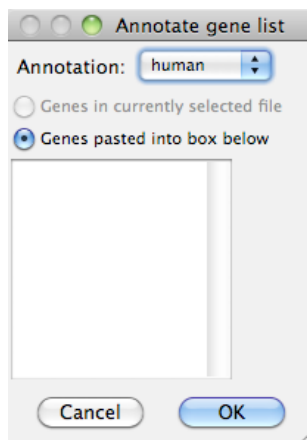 Annotate gene list
Annotation: human
Genes in currently selected file
Genes pasted into box below
Cancel OK